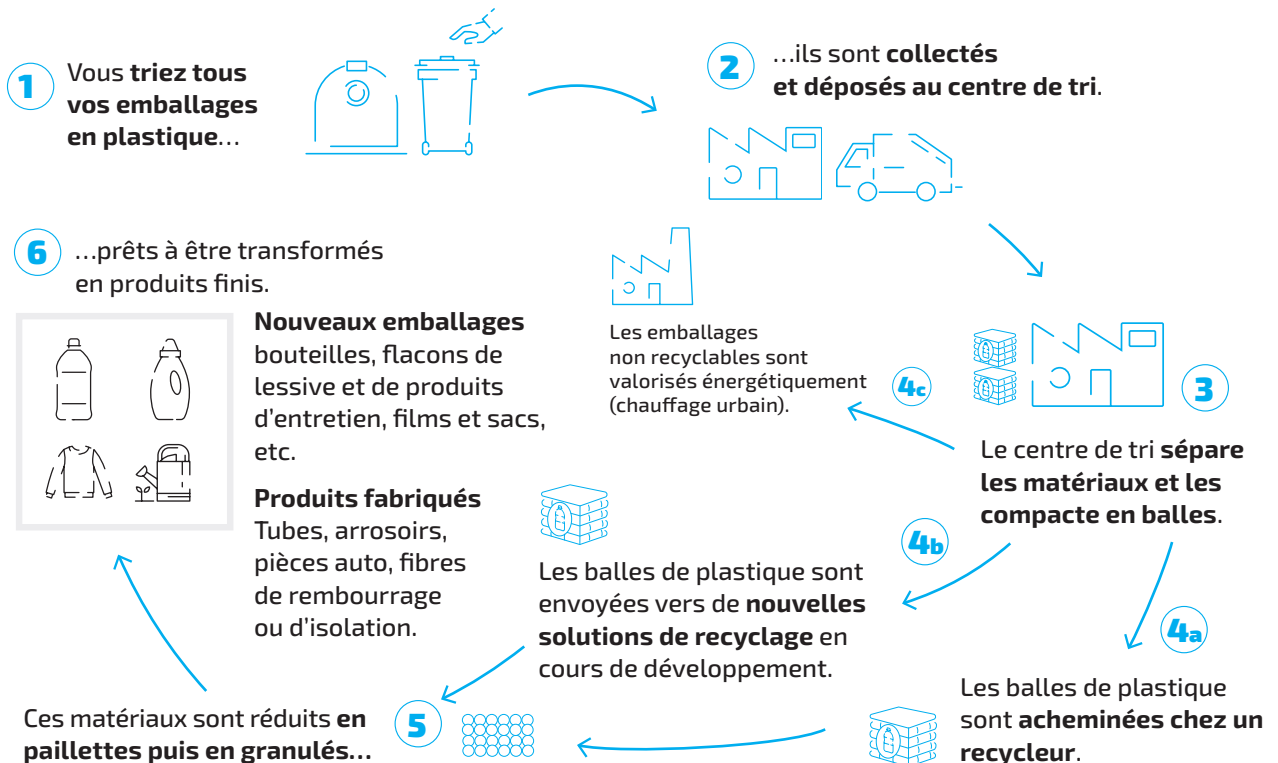 1
Vous triez tous
vos emballages
en plastique…
2
…ils sont collectés
et déposés au centre de tri.
3
Le centre de tri sépare
les matériaux et les
compacte en balles.
4c
Les emballages
non recyclables sont
valorisés énergétiquement
(chauffage urbain).
4b
Les balles de plastique sont
envoyées vers de nouvelles
solutions de recyclage en
cours de développement.
4a
Les balles de plastique
sont acheminées chez un
recycleur.
5
Ces matériaux sont réduits en
paillettes puis en granulés…
6
…prêts à être transformés
en produits finis.
Nouveaux emballages
bouteilles, flacons de
lessive et de produits
d'entretien, films et sacs,
etc.
Produits fabriqués
Tubes, arrosoirs,
pièces auto, fibres
de rembourrage
ou d’isolation.